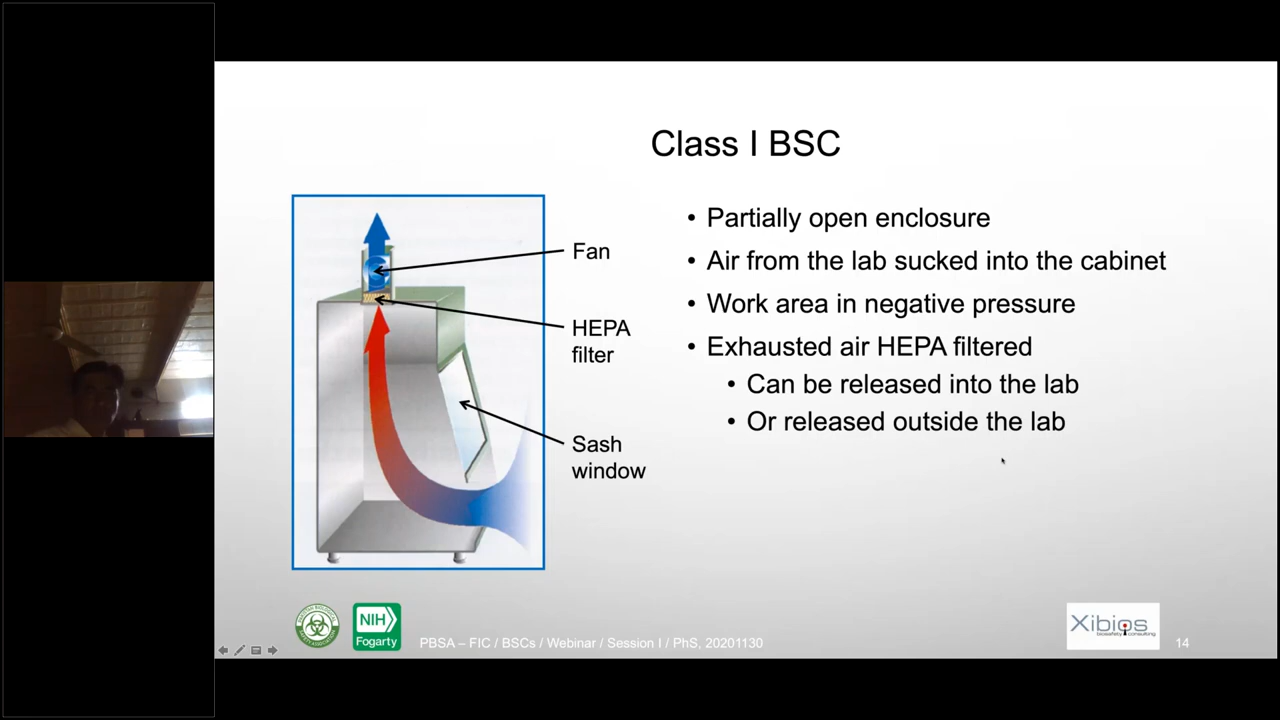 Class I BSC
Fan
HEPA
filter
Sash
window
• Partially open enclosure
• Air from the lab sucked into the cabinet
• Work area in negative pressure
• Exhausted air HEPA filtered
• Can be released into the lab
• Or released outside the lab
NIH
Fogarty
PBSA – FIC / BSCs / Webinar / Session I / PhS, 20201130
Xibios
biosafety consulting
14